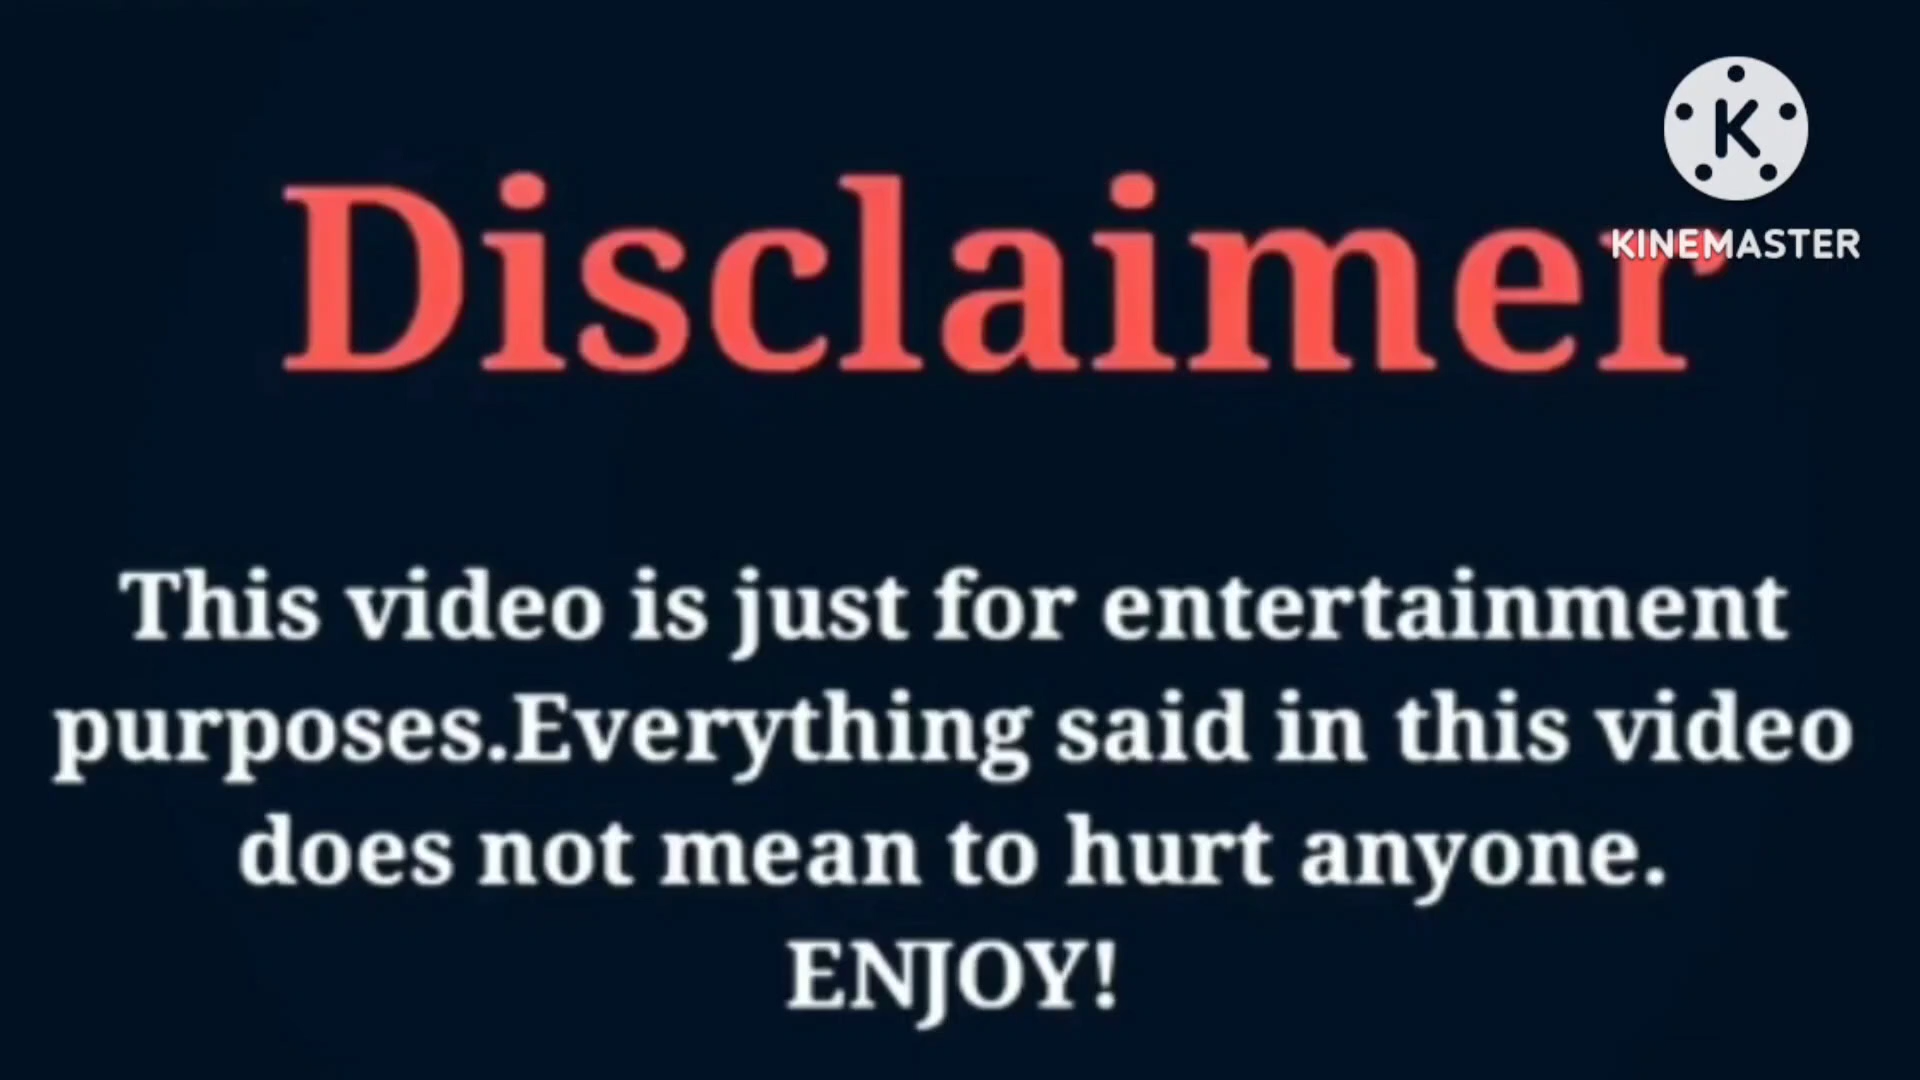 K
KINEMASTER
Disclaimer
This video is just for entertainment
purposes.Everything said in this video
does not mean to hurt anyone.
ENJOY!